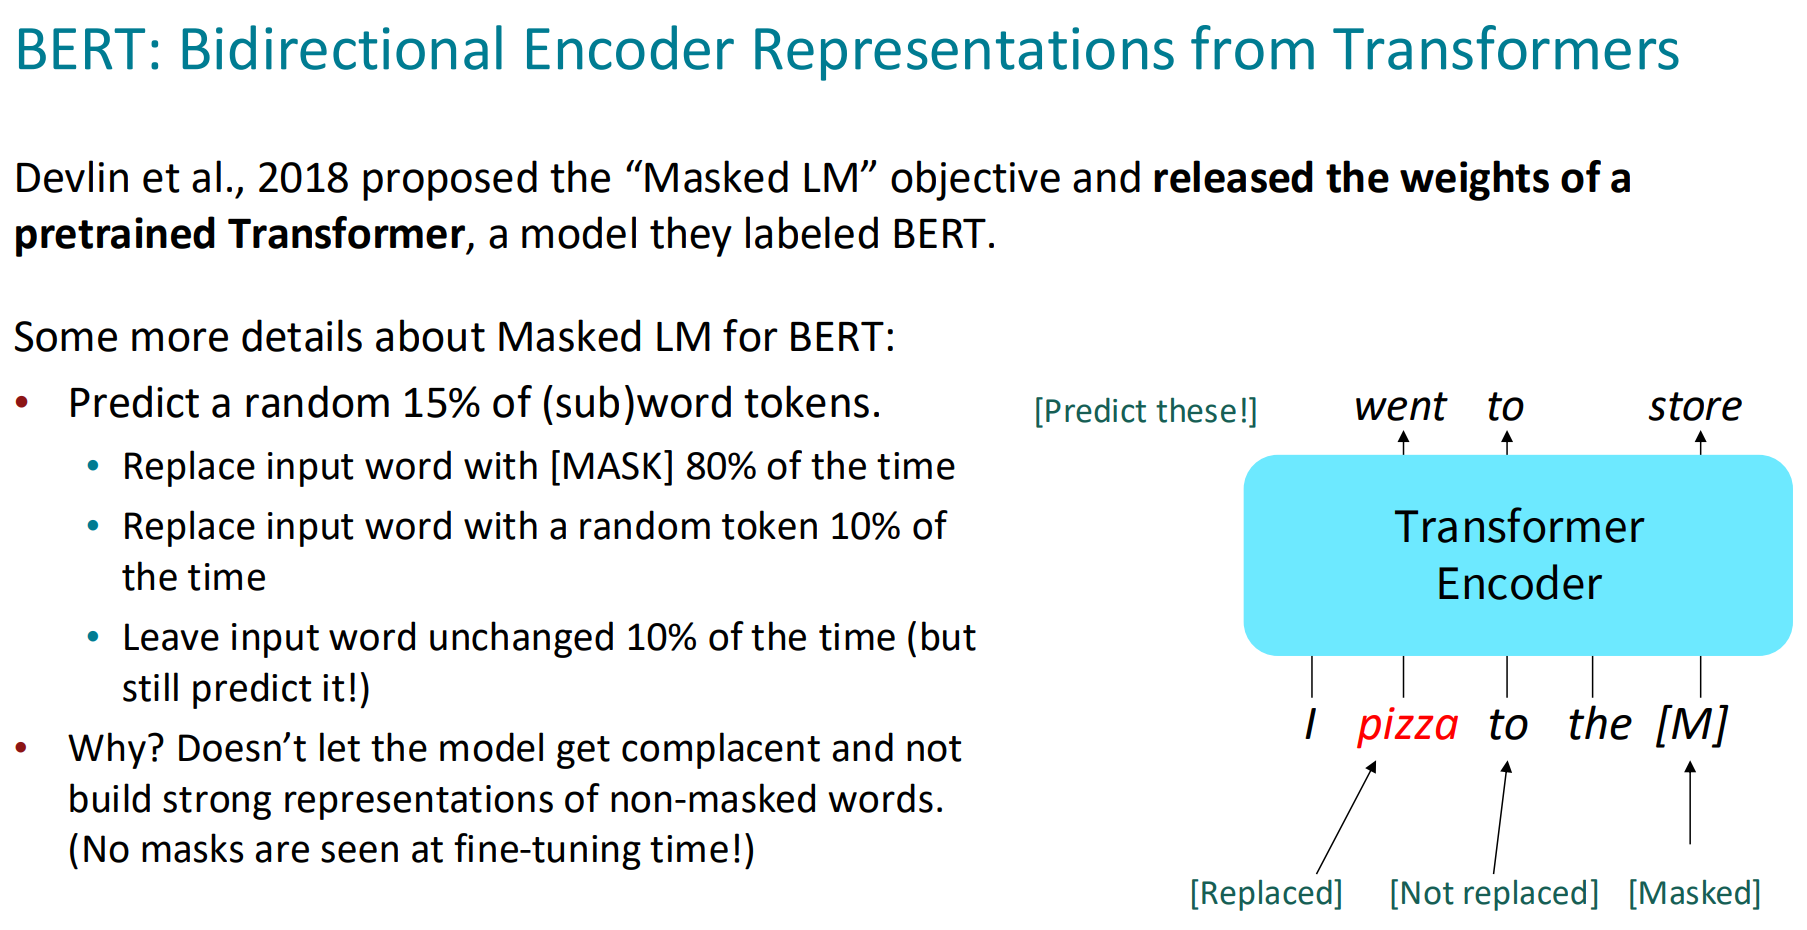 BERT: Bidirectional Encoder Representations from Transformers
Devlin et al., 2018 proposed the “Masked LM” objective and released the weights of a
pretrained Transformer, a model they labeled BERT.
Some more details about Masked LM for BERT:
• Predict a random 15% of (sub)word tokens.
• Replace input word with [MASK] 80% of the time
• Replace input word with a random token 10% of
the time
• Leave input word unchanged 10% of the time (but
still predict it!)
• Why? Doesn’t let the model get complacent and not
build strong representations of non-masked words.
(No masks are seen at fine-tuning time!)
[Predict these!] went to store
Transformer
Encoder
I pizza to the [M]
[Replaced] [Not replaced] [Masked]